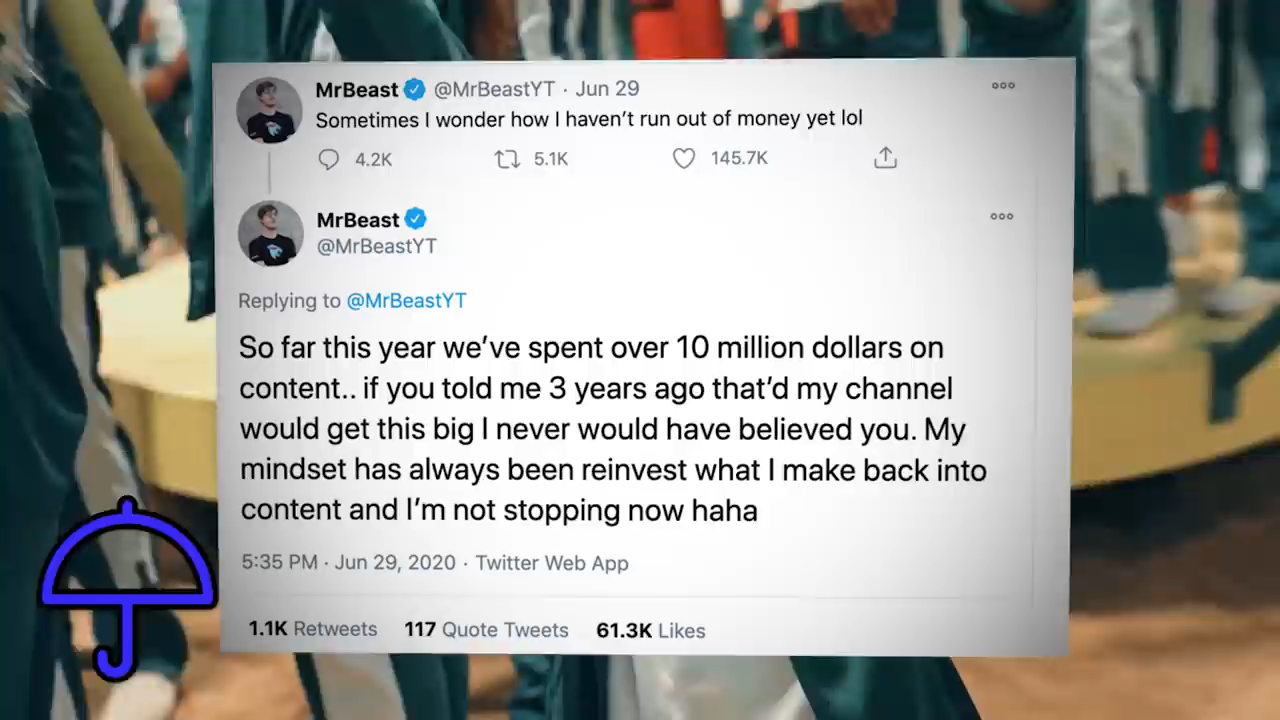 MrBeast @MrBeastYT · Jun 29
Sometimes I wonder how I haven't run out of money yet lol
4.2K 5.1K 145.7K
MrBeast
@MrBeastYT
Replying to @MrBeastYT
So far this year we've spent over 10 million dollars on
content.. if you told me 3 years ago that'd my channel
would get this big I never would have believed you. My
mindset has always been reinvest what I make back into
content and I'm not stopping now haha
5:35 PM · Jun 29, 2020 · Twitter Web App
1.1K Retweets 117 Quote Tweets 61.3K Likes